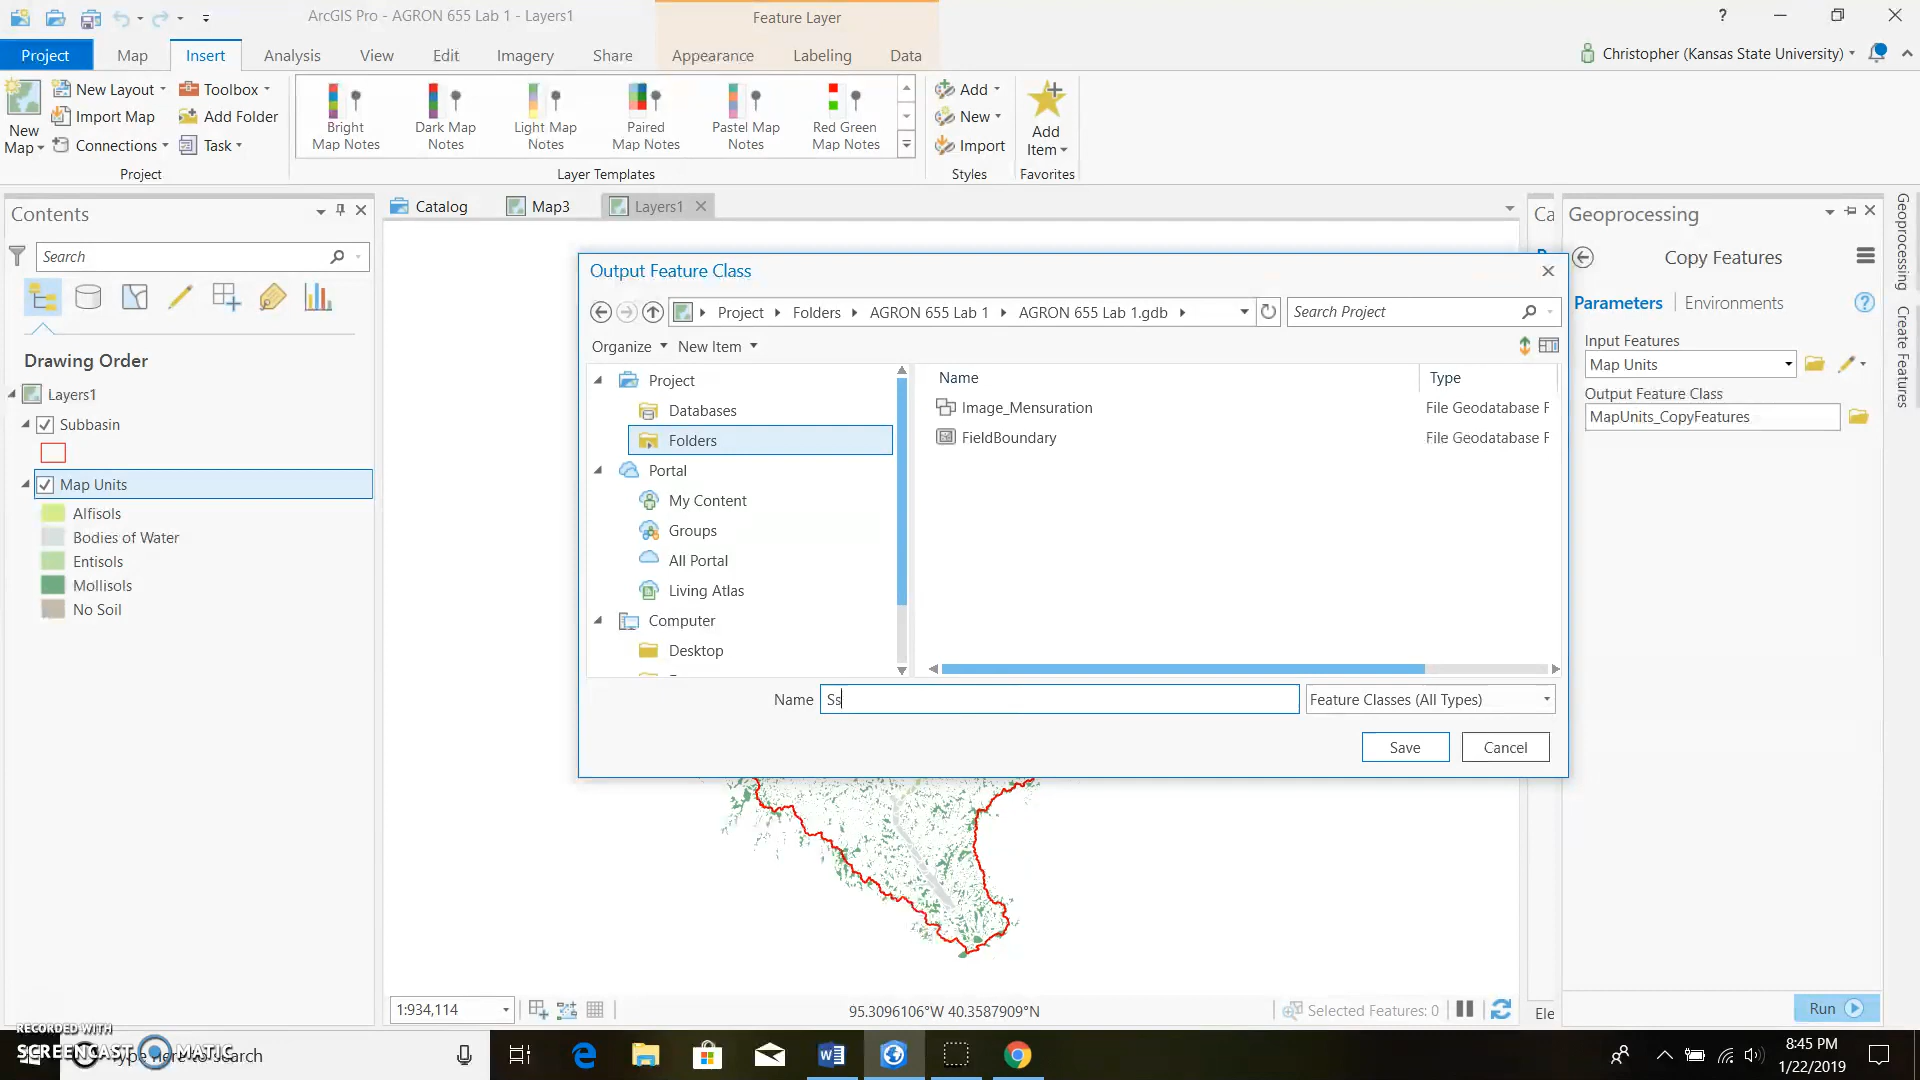 ArcGIS Pro - AGRON 655 Lab 1 - Layers1
Feature Layer
?
Project
Map
Insert
Analysis
View
Edit
Imagery
Share
Appearance
Labeling
Data
Christopher (Kansas State University)
New Map
New Layout
Import Map
Connections
Toolbox
Add Folder
Task
Project
Bright Map Notes
Dark Map Notes
Light Map Notes
Paired Map Notes
Pastel Map Notes
Red Green Map Notes
Layer Templates
Add
New
Import
Styles
Add Item
Favorites
Contents
Search
Drawing Order
Layers1
Subbasin
Map Units
Alfisols
Bodies of Water
Entisols
Mollisols
No Soil
Catalog
Map3
Layers1
Output Feature Class
Project
Folders
AGRON 655 Lab 1
AGRON 655 Lab 1.gdb
Search Project
Organize
New Item
Project
Databases
Folders
Portal
My Content
Groups
All Portal
Living Atlas
Computer
Desktop
Name
Type
Image_Mensuration
File Geodatabase F
FieldBoundary
File Geodatabase F
Name
Ss
Feature Classes (All Types)
Save
Cancel
1:934,114
95.3096106°W 40.3587909°N
Selected Features: 0
Ca
Ele
Geoprocessing
Copy Features
Parameters
Environments
?
Input Features
Map Units
Output Feature Class
MapUnits_CopyFeatures
Run
Geoprocessing
Create Features
RECORDED WITH
SCREENCAST MATIC
Type here to search
8:45 PM
1/22/2019